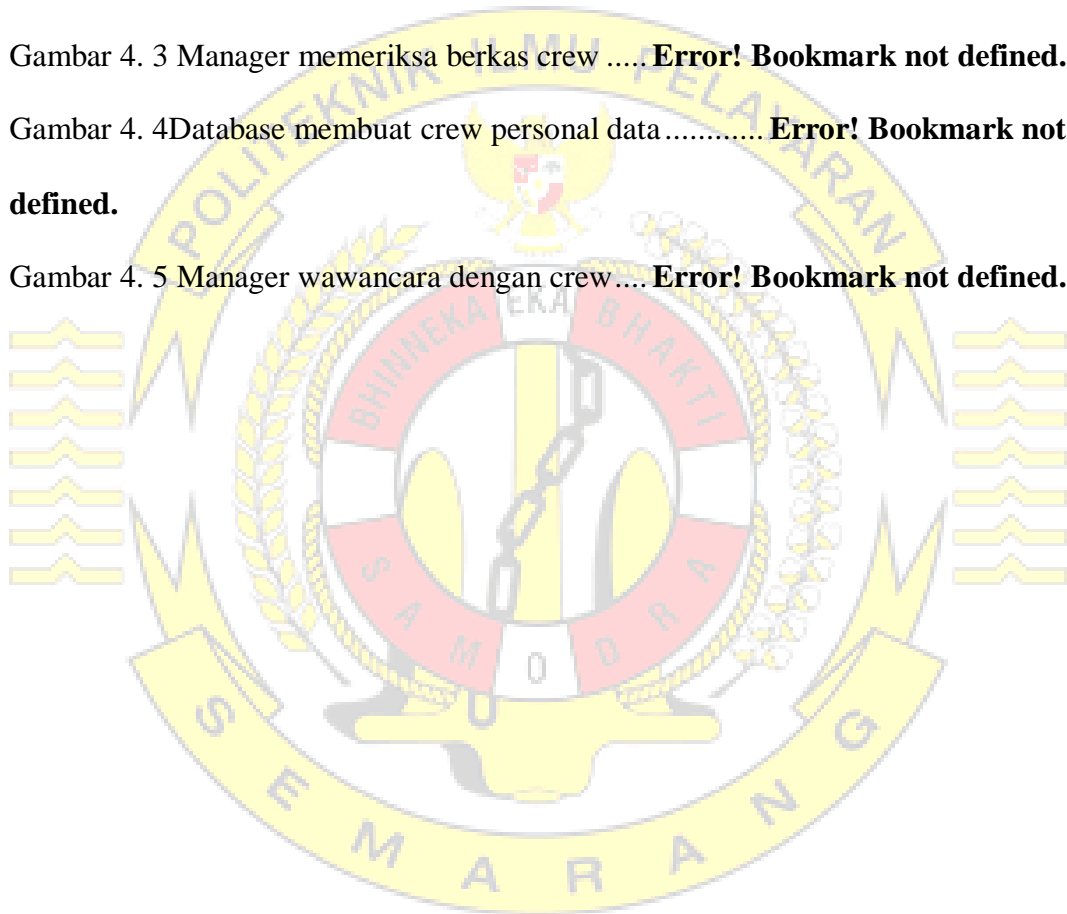 Gambar 4. 3 Manager memeriksa berkas crew ..... Error! Bookmark not defined.
Gambar 4. 4Database membuat crew personal data ............ Error! Bookmark not
defined.
Gambar 4. 5 Manager wawancara dengan crew.... Error! Bookmark not defined.
POLITEKNIK ILMU PELAYARAN
BHINNEKA EKA BHAKTI
SAMODRA
SEMARANG